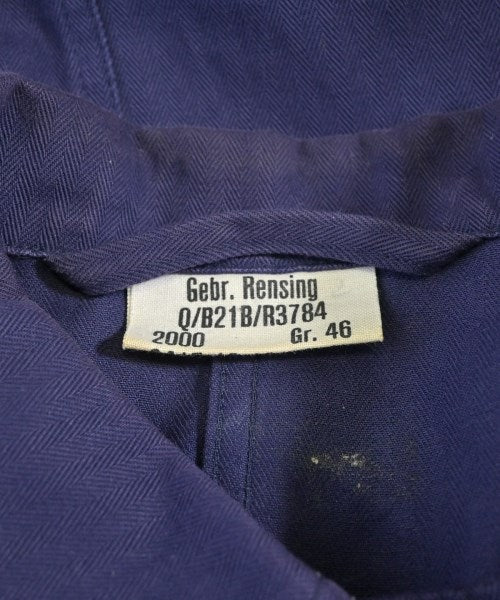 Gebr. Rensing
Q/B21B/R3784
2000 Gr. 46